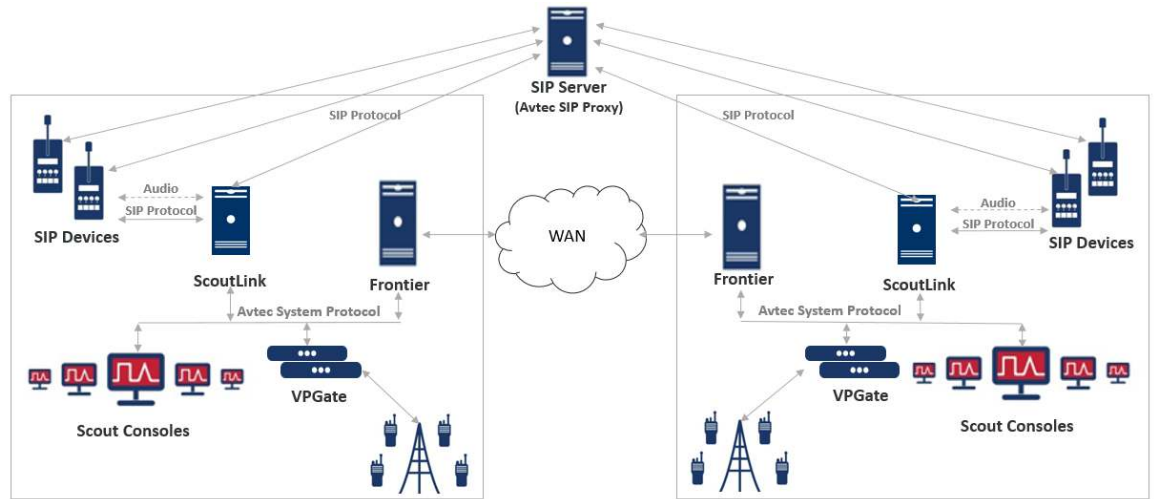 SIP Server
(Avtec SIP Proxy)
SIP Protocol
SIP Protocol
Audio
SIP Protocol
SIP Devices
ScoutLink
Frontier
WAN
Frontier
ScoutLink
Audio
SIP Protocol
SIP Devices
Avtec System Protocol
Avtec System Protocol
VPGate
Scout Consoles
VPGate
Scout Consoles